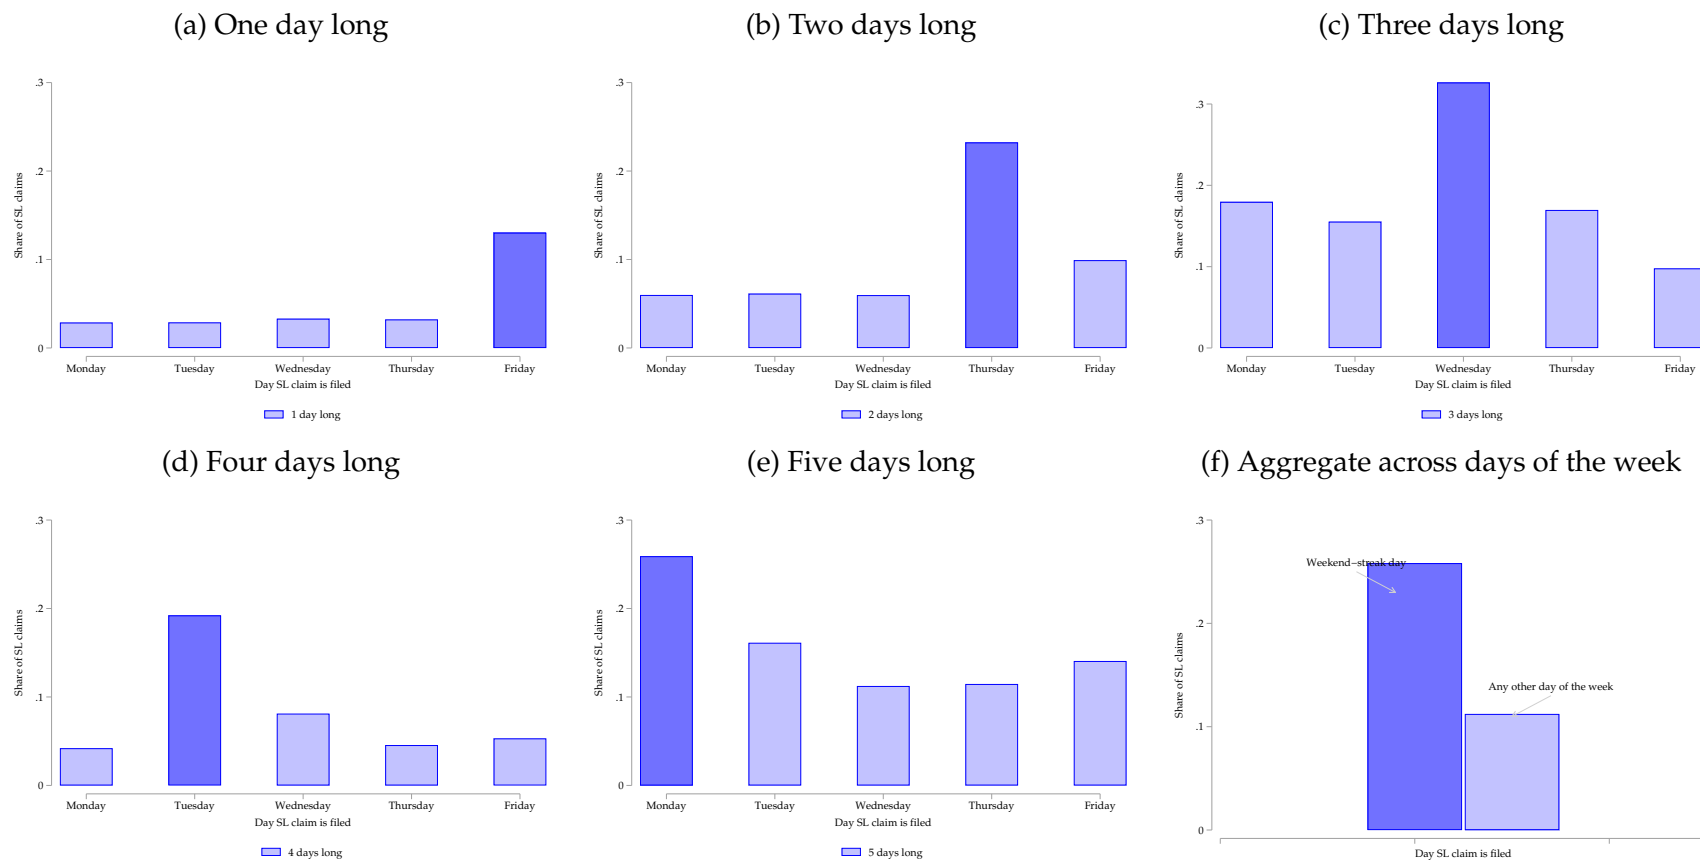 (a) One day long
.3
.2
.1
0
Share of SL claims
Monday Tuesday Wednesday Thursday Friday
Day SL claim is filed
1 day long
(b) Two days long
.3
.2
.1
0
Share of SL claims
Monday Tuesday Wednesday Thursday Friday
Day SL claim is filed
2 days long
(c) Three days long
.3
.2
.1
0
Share of SL claims
Monday Tuesday Wednesday Thursday Friday
Day SL claim is filed
3 days long
(d) Four days long
.3
.2
.1
0
Share of SL claims
Monday Tuesday Wednesday Thursday Friday
Day SL claim is filed
4 days long
(e) Five days long
.3
.2
.1
0
Share of SL claims
Monday Tuesday Wednesday Thursday Friday
Day SL claim is filed
5 days long
(f) Aggregate across days of the week
.3
.2
.1
0
Share of SL claims
Weekend−streak day
Any other day of the week
Day SL claim is filed